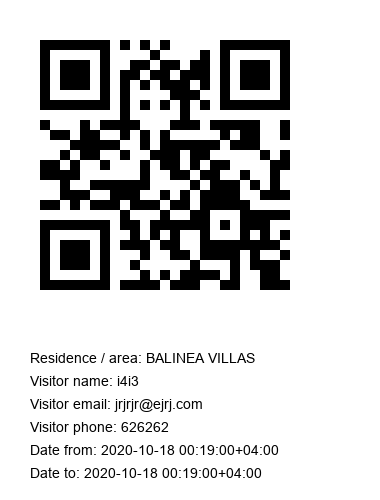 Residence / area: BALINEA VILLAS
Visitor name: i4i3
Visitor email: jrjrjr@ejrj.com
Visitor phone: 626262
Date from: 2020-10-18 00:19:00+04:00
Date to: 2020-10-18 00:19:00+04:00